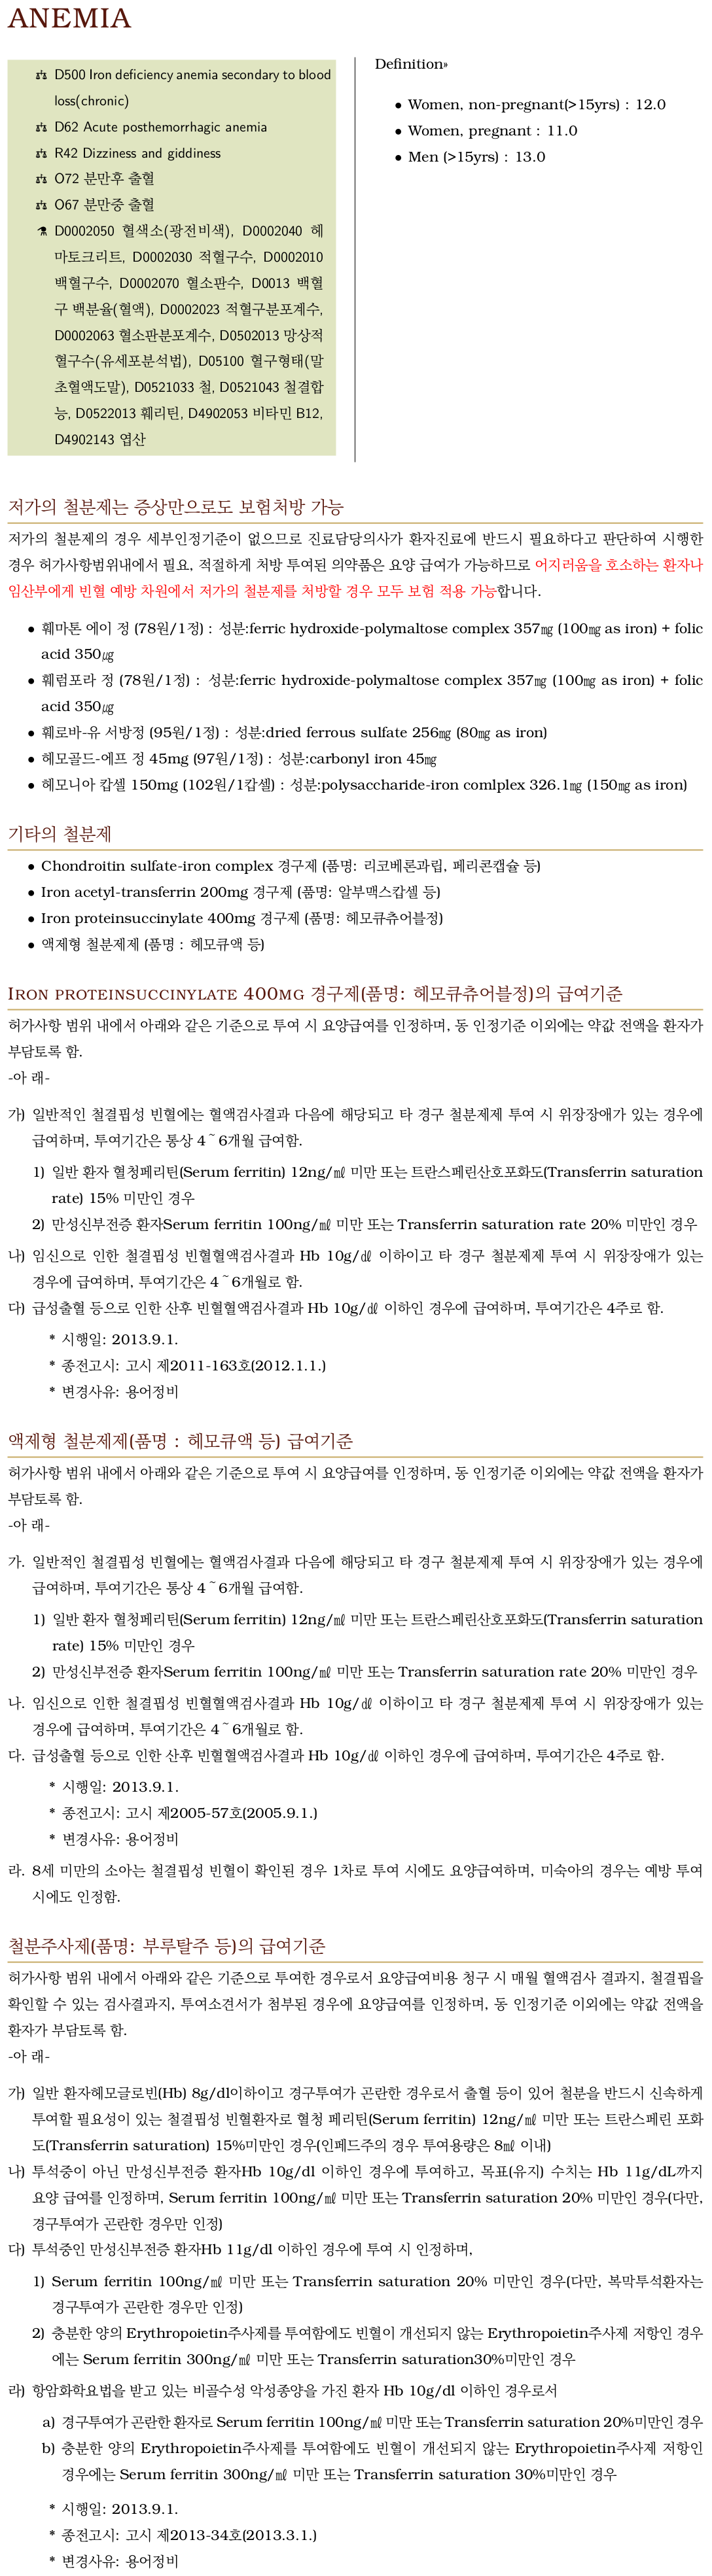 ANEMIA
D500 Iron deficiency anemia secondary to blood
loss(chronic)
D62 Acute posthemorrhagic anemia
R42 Dizziness and giddiness
O72 분만후 출혈
O67 분만중 출혈
D0002050 혈색소(광전비색), D0002040 헤
마토크리트, D0002030 적혈구수, D0002010
백혈구수, D0002070 혈소판수, D0013 백혈
구 백분율(혈액), D0002023 적혈구분포계수,
D0002063 혈소판분포계수, D0502013 망상적
혈구수(유세포분석법), D05100 혈구형태(말
초혈액도말), D0521033 철, D0521043 철결합
능, D0522013 훼리틴, D4902053 비타민 B12,
D4902143 엽산
Definition»
• Women, non-pregnant(>15yrs) : 12.0
• Women, pregnant : 11.0
• Men (>15yrs) : 13.0
저가의 철분제는 증상만으로도 보험처방 가능
저가의 철분제의 경우 세부인정기준이 없으므로 진료담당의사가 환자진료에 반드시 필요하다고 판단하여 시행한
경우 허가사항범위내에서 필요, 적절하게 처방 투여된 의약품은 요양 급여가 가능하므로 어지러움을 호소하는 환자나
임산부에게 빈혈 예방 차원에서 저가의 철분제를 처방할 경우 모두 보험 적용 가능합니다.
• 훼마톤 에이 정 (78원/1정) : 성분:ferric hydroxide-polymaltose complex 357㎎ (100㎎ as iron) + folic
acid 350㎍
• 훼럼포라 정 (78원/1정) : 성분:ferric hydroxide-polymaltose complex 357㎎ (100㎎ as iron) + folic
acid 350㎍
• 훼로바-유 서방정 (95원/1정) : 성분:dried ferrous sulfate 256㎎ (80㎎ as iron)
• 헤모골드-에프 정 45mg (97원/1정) : 성분:carbonyl iron 45㎎
• 헤모니아 캅셀 150mg (102원/1캅셀) : 성분:polysaccharide-iron comlplex 326.1㎎ (150㎎ as iron)
기타의 철분제
• Chondroitin sulfate-iron complex 경구제 (품명: 리코베론과립, 페리콘캡슐 등)
• Iron acetyl-transferrin 200mg 경구제 (품명: 알부맥스캅셀 등)
• Iron proteinsuccinylate 400mg 경구제 (품명: 헤모큐츄어블정)
• 액제형 철분제제 (품명 : 헤모큐액 등)
IRON PROTEINSUCCINYLATE 400MG 경구제(품명: 헤모큐츄어블정)의 급여기준
허가사항 범위 내에서 아래와 같은 기준으로 투여 시 요양급여를 인정하며, 동 인정기준 이외에는 약값 전액을 환자가
부담토록 함.
-아 래-
가) 일반적인 철결핍성 빈혈에는 혈액검사결과 다음에 해당되고 타 경구 철분제제 투여 시 위장장애가 있는 경우에
급여하며, 투여기간은 통상 4 ~ 6개월 급여함.
1) 일반 환자 혈청페리틴(Serum ferritin) 12ng/㎖ 미만 또는 트란스페린산호포화도(Transferrin saturation
rate) 15% 미만인 경우
2) 만성신부전증 환자Serum ferritin 100ng/㎖ 미만 또는 Transferrin saturation rate 20% 미만인 경우
나) 임신으로 인한 철결핍성 빈혈혈액검사결과 Hb 10g/㎗ 이하이고 타 경구 철분제제 투여 시 위장장애가 있는
경우에 급여하며, 투여기간은 4 ~ 6개월로 함.
다) 급성출혈 등으로 인한 산후 빈혈혈액검사결과 Hb 10g/㎗ 이하인 경우에 급여하며, 투여기간은 4주로 함.
* 시행일: 2013.9.1.
* 종전고시: 고시 제2011-163호(2012.1.1.)
* 변경사유: 용어정비
액제형 철분제제(품명 : 헤모큐액 등) 급여기준
허가사항 범위 내에서 아래와 같은 기준으로 투여 시 요양급여를 인정하며, 동 인정기준 이외에는 약값 전액을 환자가
부담토록 함.
-아 래-
가. 일반적인 철결핍성 빈혈에는 혈액검사결과 다음에 해당되고 타 경구 철분제제 투여 시 위장장애가 있는 경우에
급여하며, 투여기간은 통상 4 ~ 6개월 급여함.
1) 일반 환자 혈청페리틴(Serum ferritin) 12ng/㎖ 미만 또는 트란스페린산호포화도(Transferrin saturation
rate) 15% 미만인 경우
2) 만성신부전증 환자Serum ferritin 100ng/㎖ 미만 또는 Transferrin saturation rate 20% 미만인 경우
나. 임신으로 인한 철결핍성 빈혈혈액검사결과 Hb 10g/㎗ 이하이고 타 경구 철분제제 투여 시 위장장애가 있는
경우에 급여하며, 투여기간은 4 ~ 6개월로 함.
다. 급성출혈 등으로 인한 산후 빈혈혈액검사결과 Hb 10g/㎗ 이하인 경우에 급여하며, 투여기간은 4주로 함.
* 시행일: 2013.9.1.
* 종전고시: 고시 제2005-57호(2005.9.1.)
* 변경사유: 용어정비
라. 8세 미만의 소아는 철결핍성 빈혈이 확인된 경우 1차로 투여 시에도 요양급여하며, 미숙아의 경우는 예방 투여
시에도 인정함.
철분주사제(품명: 부루탈주 등)의 급여기준
허가사항 범위 내에서 아래와 같은 기준으로 투여한 경우로서 요양급여비용 청구 시 매월 혈액검사 결과지, 철결핍을
확인할 수 있는 검사결과지, 투여소견서가 첨부된 경우에 요양급여를 인정하며, 동 인정기준 이외에는 약값 전액을
환자가 부담토록 함.
-아 래-
가) 일반 환자헤모글로빈(Hb) 8g/dl이하이고 경구투여가 곤란한 경우로서 출혈 등이 있어 철분을 반드시 신속하게
투여할 필요성이 있는 철결핍성 빈혈환자로 혈청 페리틴(Serum ferritin) 12ng/㎖ 미만 또는 트란스페린 포화
도(Transferrin saturation) 15%미만인 경우(인페드주의 경우 투여용량은 8㎖ 이내)
나) 투석중이 아닌 만성신부전증 환자Hb 10g/dl 이하인 경우에 투여하고, 목표(유지) 수치는 Hb 11g/dL까지
요양 급여를 인정하며, Serum ferritin 100ng/㎖ 미만 또는 Transferrin saturation 20% 미만인 경우(다만,
경구투여가 곤란한 경우만 인정)
다) 투석중인 만성신부전증 환자Hb 11g/dl 이하인 경우에 투여 시 인정하며,
1) Serum ferritin 100ng/㎖ 미만 또는 Transferrin saturation 20% 미만인 경우(다만, 복막투석환자는
경구투여가 곤란한 경우만 인정)
2) 충분한 양의 Erythropoietin주사제를 투여함에도 빈혈이 개선되지 않는 Erythropoietin주사제 저항인 경우
에는 Serum ferritin 300ng/㎖ 미만 또는 Transferrin saturation30%미만인 경우
라) 항암화학요법을 받고 있는 비골수성 악성종양을 가진 환자 Hb 10g/dl 이하인 경우로서
a) 경구투여가 곤란한 환자로 Serum ferritin 100ng/㎖ 미만 또는 Transferrin saturation 20%미만인 경우
b) 충분한 양의 Erythropoietin주사제를 투여함에도 빈혈이 개선되지 않는 Erythropoietin주사제 저항인
경우에는 Serum ferritin 300ng/㎖ 미만 또는 Transferrin saturation 30%미만인 경우
* 시행일: 2013.9.1.
* 종전고시: 고시 제2013-34호(2013.3.1.)
* 변경사유: 용어정비